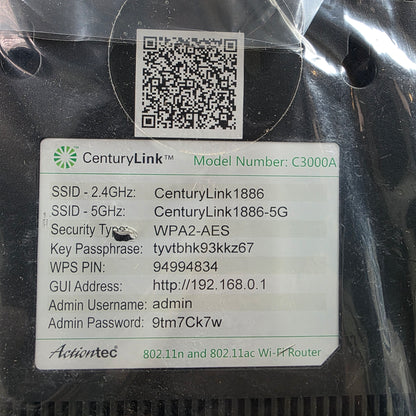 CenturyLink™ Model Number: C3000A
SSID - 2.4GHz: CenturyLink1886
SSID - 5GHz: CenturyLink1886-5G
Security Type: WPA2-AES
Key Passphrase: tyvtbhk93kkz67
WPS PIN: 94994834
GUI Address: http://192.168.0.1
Admin Username: admin
Admin Password: 9tm7Ck7w
Actiontec 802.11n and 802.11ac Wi-Fi Router